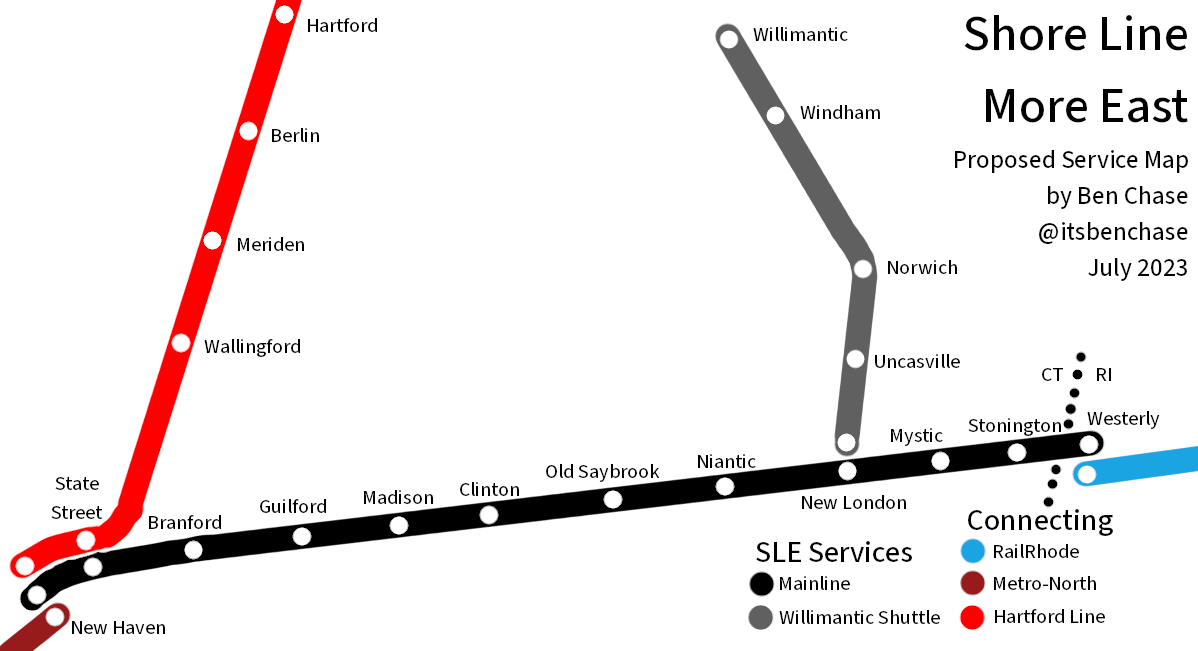 Shore Line
More East
Proposed Service Map
by Ben Chase
@itsbenchase
July 2023
Hartford
Berlin
Meriden
Wallingford
State
Street
New Haven
Branford
Guilford
Madison
Clinton
Old Saybrook
Niantic
New London
Mystic
Stonington
Westerly
Willimantic
Windham
Norwich
Uncasville
CT
RI
SLE Services
Mainline
Willimantic Shuttle
Connecting
RailRhode
Metro-North
Hartford Line